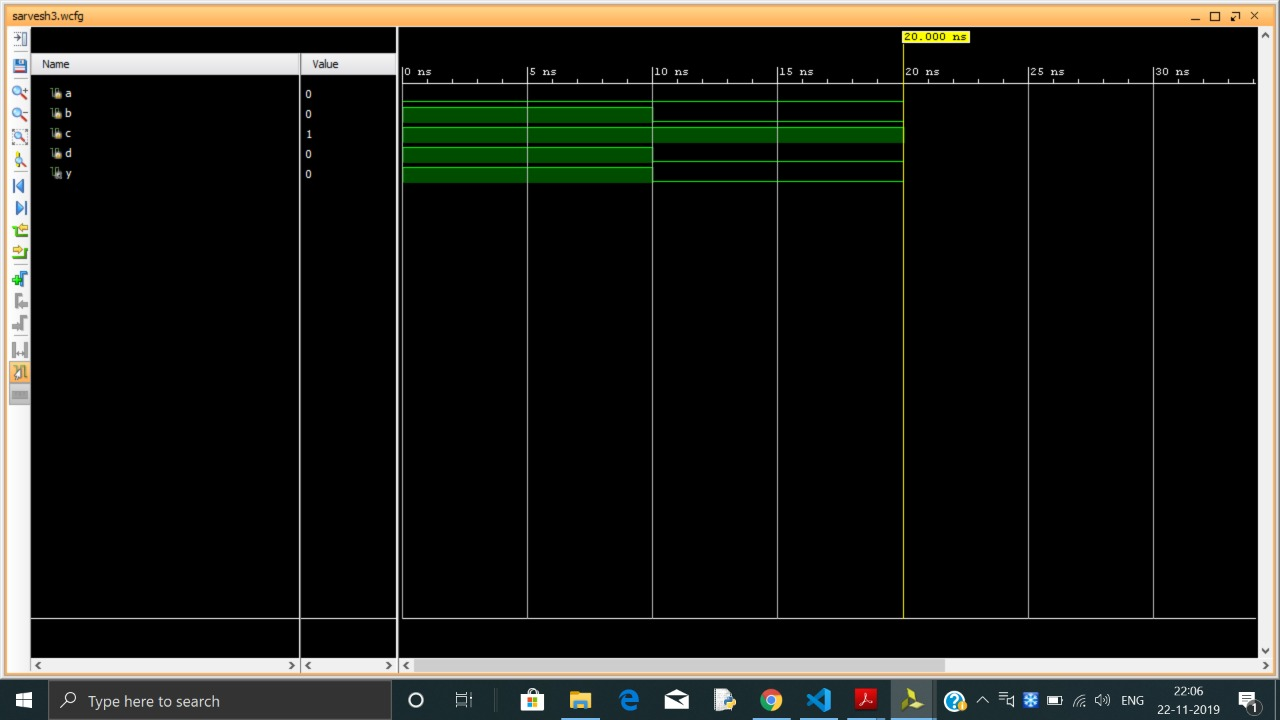 sarvesh3.wcfg
20.000 ns
Name Value
0 ns 5 ns 10 ns 15 ns 20 ns 25 ns 30 ns
a 0
b 0
c 1
d 0
y 0
Type here to search
ENG
22:06
22-11-2019
1